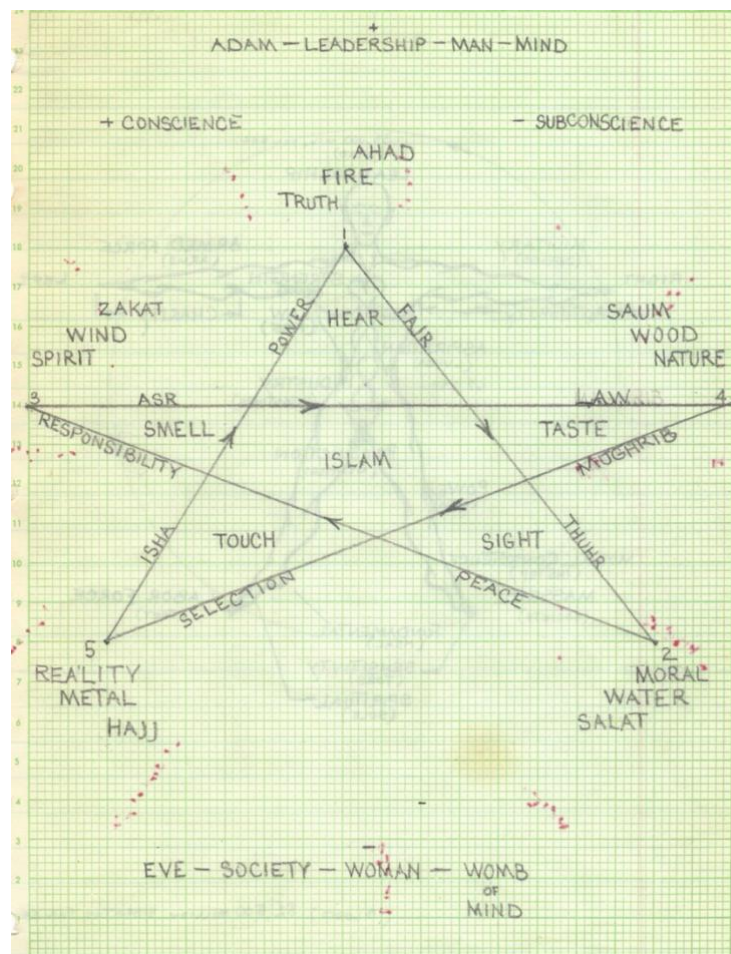 +
ADAM – LEADERSHIP – MAN – MIND
+ CONSCIENCE
– SUBCONSCIENCE
AHAD
FIRE
TRUTH
1
HEAR
POWER
FAIR
ZAKAT
WIND
SPIRIT
SAUM
WOOD
NATURE
3
ASR
LAW
4
SMELL
TASTE
RESPONSIBILITY
MUGHRIB
ISLAM
ISHA
TOUCH
SIGHT
THUHR
SELECTION
PEACE
5
REALITY
METAL
HAJJ
2
MORAL
WATER
SALAT
–
EVE – SOCIETY – WOMAN – WOMB
OF
MIND